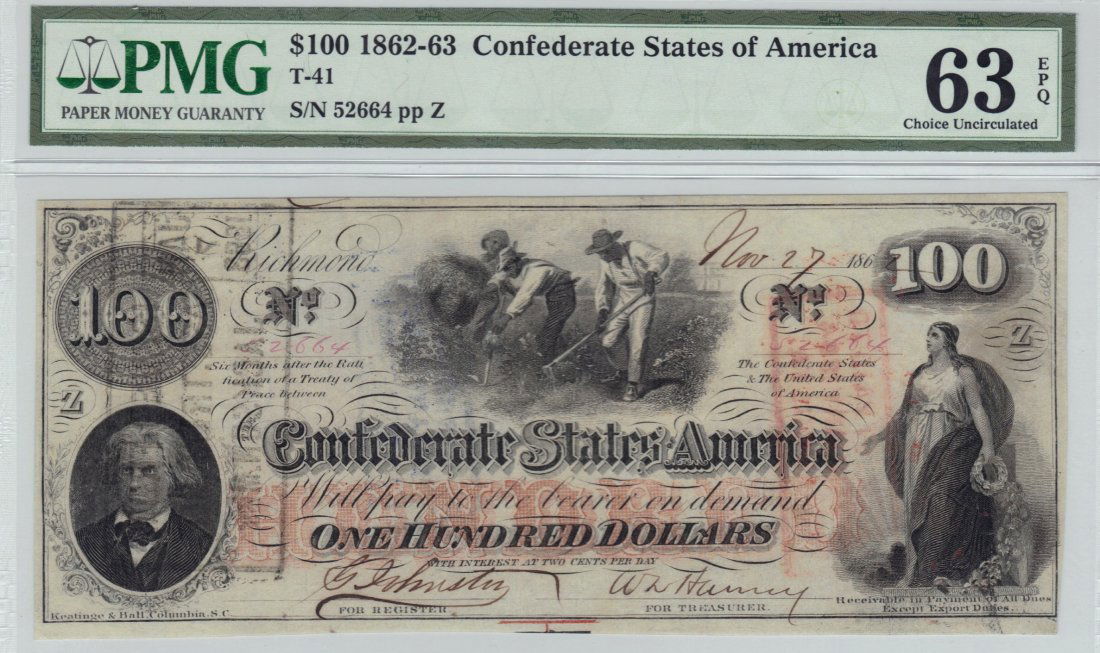 PMG
PAPER MONEY GUARANTY
$100 1862-63 Confederate States of America
T-41
S/N 52664 pp Z
63
EPQ
Choice Uncirculated
Richmond
Nov 27 186
100
100
No
No
2664
52664
Z
Z
Six Months after the Rati
fication of a Treaty of
Peace between
The Confederate States
& The United States
of America
Confederate States America
Will pay to the bearer on demand
ONE HUNDRED DOLLARS
WITH INTEREST AT TWO CENTS PER DAY
FOR REGISTER
FOR TREASURER.
Keatinge & Ball, Columbia, S.C.
Receivable in Payment of All Dues
Except Export Duties.